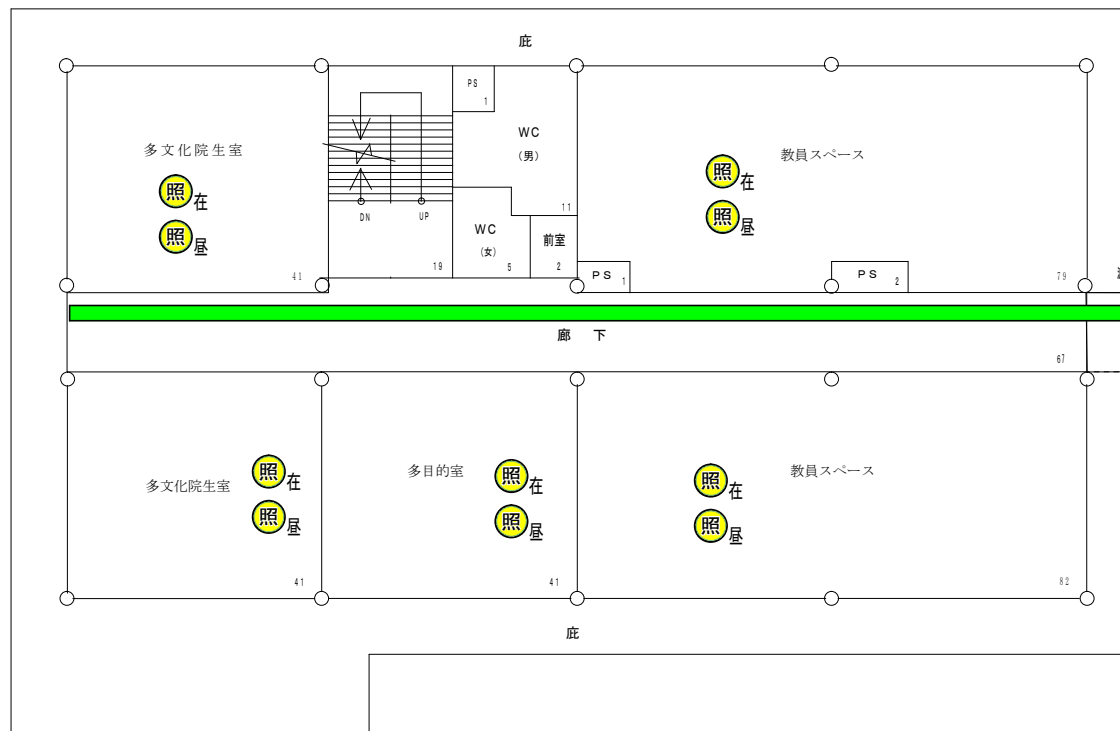 庇
PS
1
WC
(男)
11
多文化院生室
照在
照昼
41
DN
UP
19
WC
(女)
5
前室
2
教員スペース
照在
照昼
PS 1
PS 2
79
廊 下
67
多文化院生室
照在
照昼
41
多目的室
照在
照昼
41
教員スペース
照在
照昼
82
庇